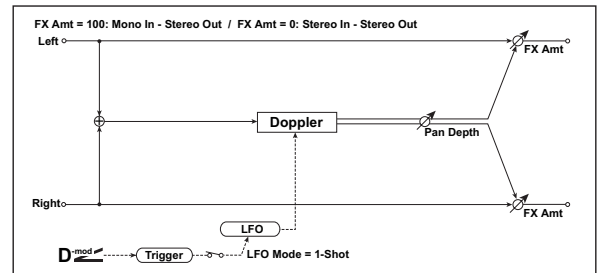 FX Amt = 100: Mono In - Stereo Out / FX Amt = 0: Stereo In - Stereo Out
Left
FX Amt
Doppler
Pan Depth
Right
FX Amt
LFO
D-mod
Trigger
LFO Mode = 1-Shot